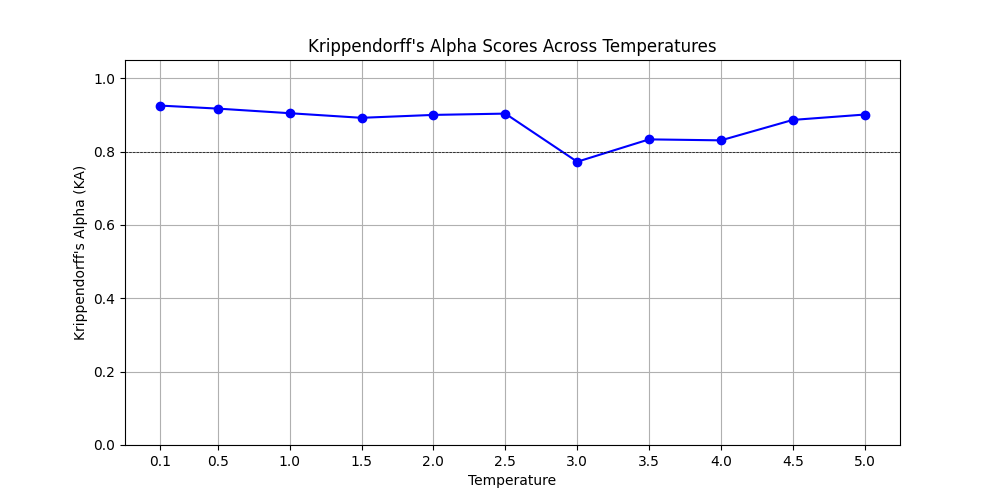 Krippendorff's Alpha Scores Across Temperatures
Krippendorff's Alpha (KA)
1.0
0.8
0.6
0.4
0.2
0.0
0.1 0.5 1.0 1.5 2.0 2.5 3.0 3.5 4.0 4.5 5.0
Temperature